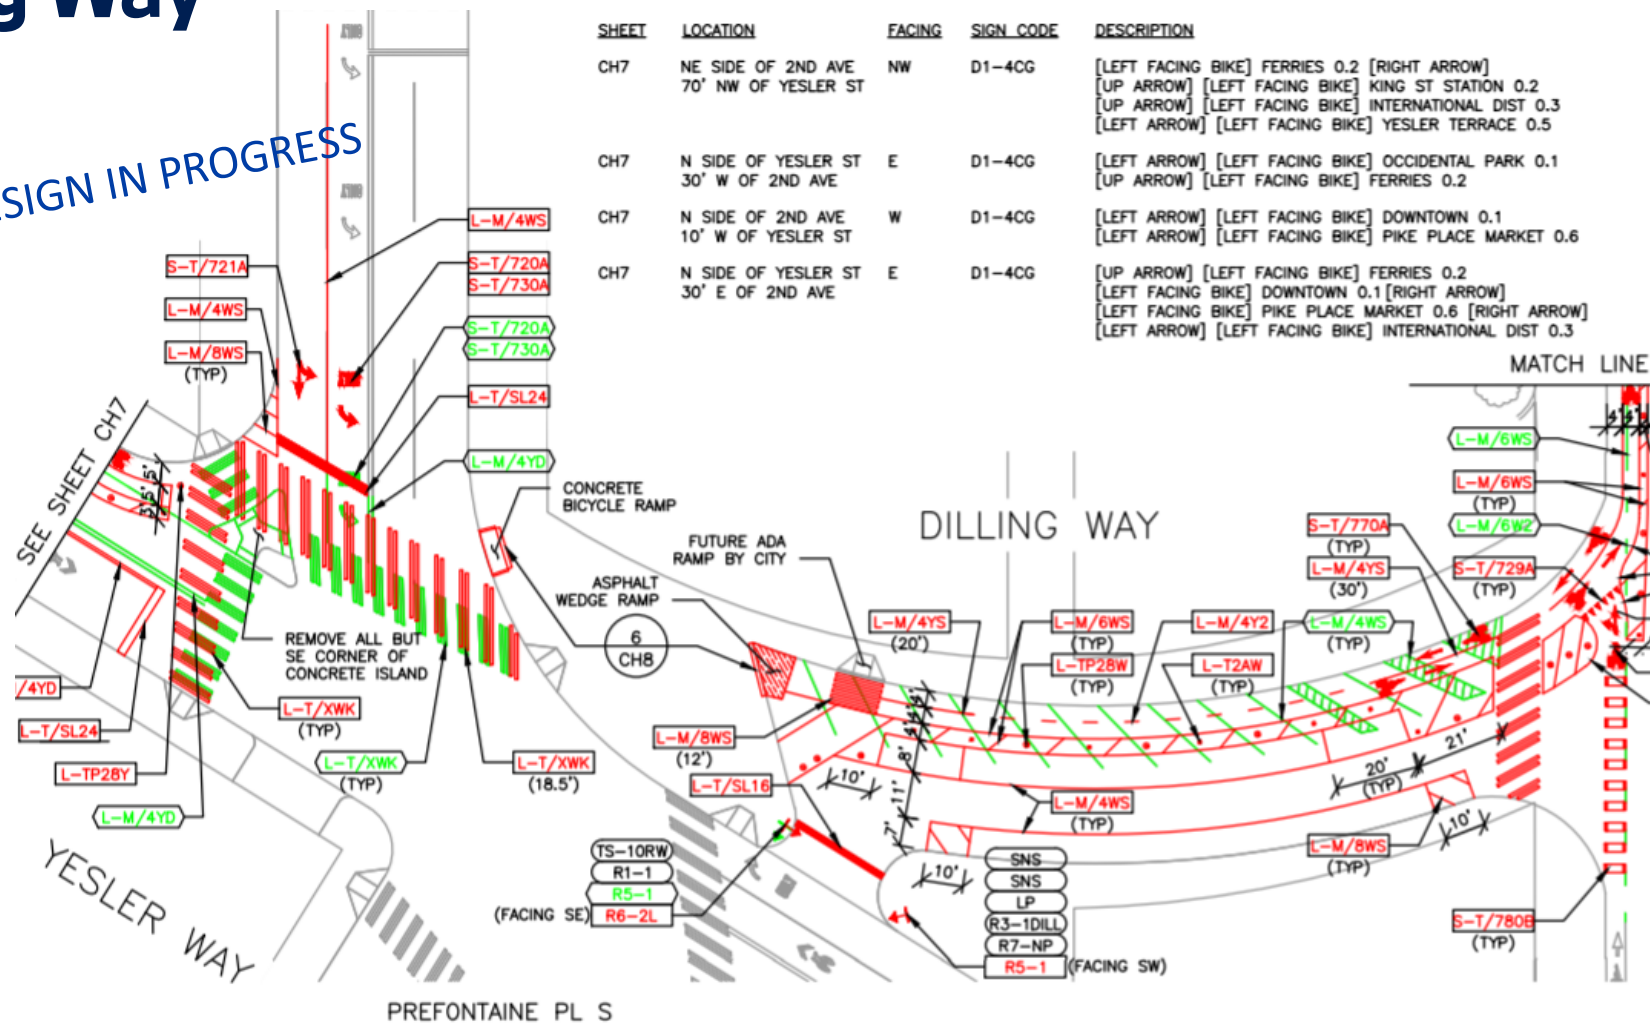 g Way
SIGN IN PROGRESS
SHEET LOCATION FACING SIGN CODE DESCRIPTION
CH7 NE SIDE OF 2ND AVE NW D1-4CG [LEFT FACING BIKE] FERRIES 0.2 [RIGHT ARROW]
70' NW OF YESLER ST [UP ARROW] [LEFT FACING BIKE] KING ST STATION 0.2
[UP ARROW] [LEFT FACING BIKE] INTERNATIONAL DIST 0.3
[LEFT ARROW] [LEFT FACING BIKE] YESLER TERRACE 0.5
CH7 N SIDE OF YESLER ST E D1-4CG [LEFT ARROW] [LEFT FACING BIKE] OCCIDENTAL PARK 0.1
30' W OF 2ND AVE [UP ARROW] [LEFT FACING BIKE] FERRIES 0.2
CH7 N SIDE OF 2ND AVE W D1-4CG [LEFT ARROW] [LEFT FACING BIKE] DOWNTOWN 0.1
10' W OF YESLER ST [LEFT ARROW] [LEFT FACING BIKE] PIKE PLACE MARKET 0.6
CH7 N SIDE OF YESLER ST E D1-4CG [UP ARROW] [LEFT FACING BIKE] FERRIES 0.2
30' E OF 2ND AVE [LEFT FACING BIKE] DOWNTOWN 0.1 [RIGHT ARROW]
[LEFT FACING BIKE] PIKE PLACE MARKET 0.6 [RIGHT ARROW]
[LEFT ARROW] [LEFT FACING BIKE] INTERNATIONAL DIST 0.3
MATCH LINE
L-M/4WS
S-T/721A
S-T/720A
S-T/730A
L-M/4WS
S-T/720A
S-T/730A
L-M/8WS
(TYP)
L-T/SL24
L-M/4YD
SEE SHEET CH7
CONCRETE
BICYCLE RAMP
FUTURE ADA
RAMP BY CITY
ASPHALT
WEDGE RAMP
6
CH8
DILLING WAY
4' 4'
L-M/6WS
L-M/6WS
(TYP)
L-M/6W2
S-T/770A
(TYP)
L-M/4YS
(30')
S-T/729A
(TYP)
L-M/4YS
(20')
L-M/6WS
(TYP)
L-TP28W
(TYP)
L-M/4Y2
L-T2AW
(TYP)
L-M/4WS
(TYP)
REMOVE ALL BUT
SE CORNER OF
CONCRETE ISLAND
/4YD
L-T/SL24
L-TP28Y
L-M/4YD
L-T/XWK
(TYP)
L-T/XWK
(TYP)
L-T/XWK
(18.5')
L-M/8WS
(12')
L-T/SL16
10'
8'
11'
7'
10'
L-M/4WS
(TYP)
20'
(TYP)
21'
10'
L-M/8WS
(TYP)
TS-10RW
R1-1
R5-1
(FACING SE) R6-2L
SNS
SNS
LP
R3-1DILL
R7-NP
R5-1 (FACING SW)
S-T/780B
(TYP)
YESLER WAY
PREFONTAINE PL S